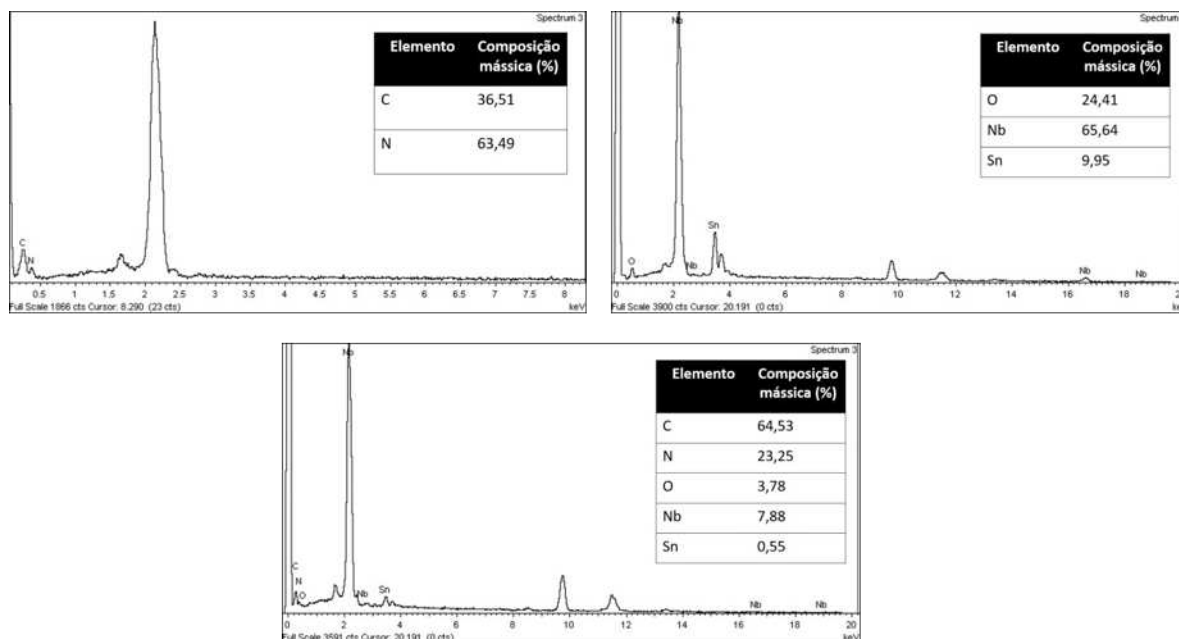 Spectrum 3
Elemento Composição
mássica (%)
C 36,51
N 63,49
C
N
0.5 1 1.5 2 2.5 3 3.5 4 4.5 5 5.5 6 6.5 7 7.5 8
Full Scale 1866 cts Cursor: 8.290 (23 cts) keV
Spectrum
Nb
Elemento Composição
mássica (%)
O 24,41
Nb 65,64
Sn 9,95
Sn
O
Nb
Nb Nb
0 2 4 6 8 10 12 14 16 18
Full Scale 3900 cts Cursor: 20.191 (0 cts) keV
Spectrum 3
Nb
Elemento Composição
mássica (%)
C 64,53
N 23,25
O 3,78
Nb 7,88
Sn 0,55
C
N
O Nb Sn
Nb Nb
0 2 4 6 8 10 12 14 16 18 20
Full Scale 3591 cts Cursor: 20.191 (0 cts) keV